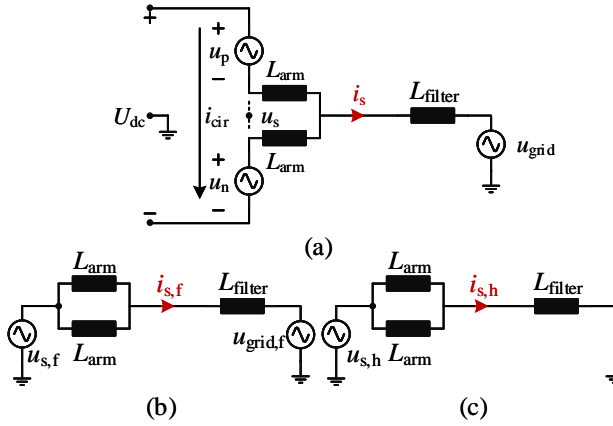 +
+
u_p
−
L_arm
i_s
L_filter
U_dc
i_cir
u_s
+
L_arm
u_n
u_grid
−
−
(a)
L_arm
i_s,f
L_filter
u_s,f
L_arm
u_grid,f
(b)
L_arm
i_s,h
L_filter
u_s,h
L_arm
(c)